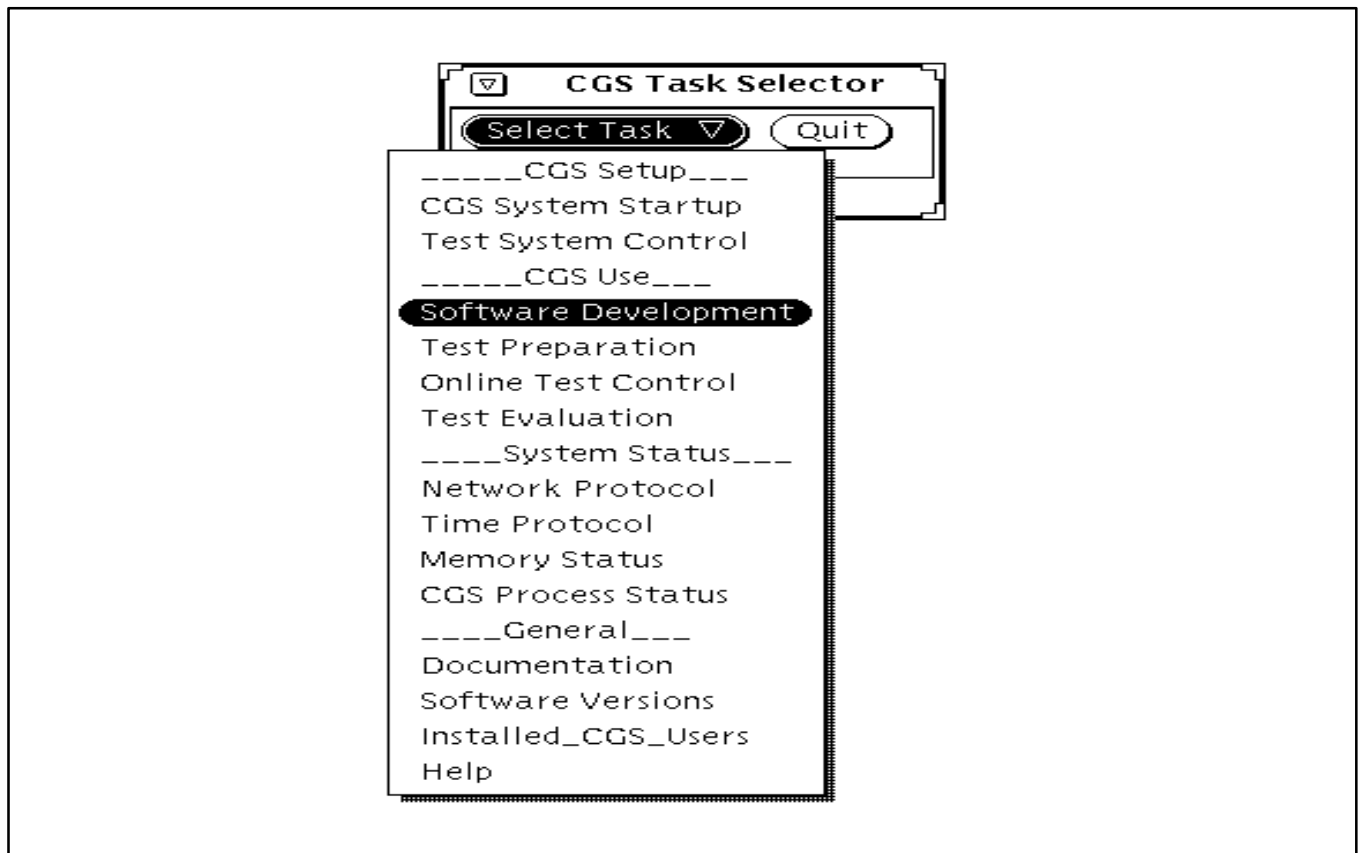 CGS Task Selector
Select Task Quit
_____CGS Setup___
CGS System Startup
Test System Control
_____CGS Use___
Software Development
Test Preparation
Online Test Control
Test Evaluation
____System Status___
Network Protocol
Time Protocol
Memory Status
CGS Process Status
____General___
Documentation
Software Versions
Installed_CGS_Users
Help